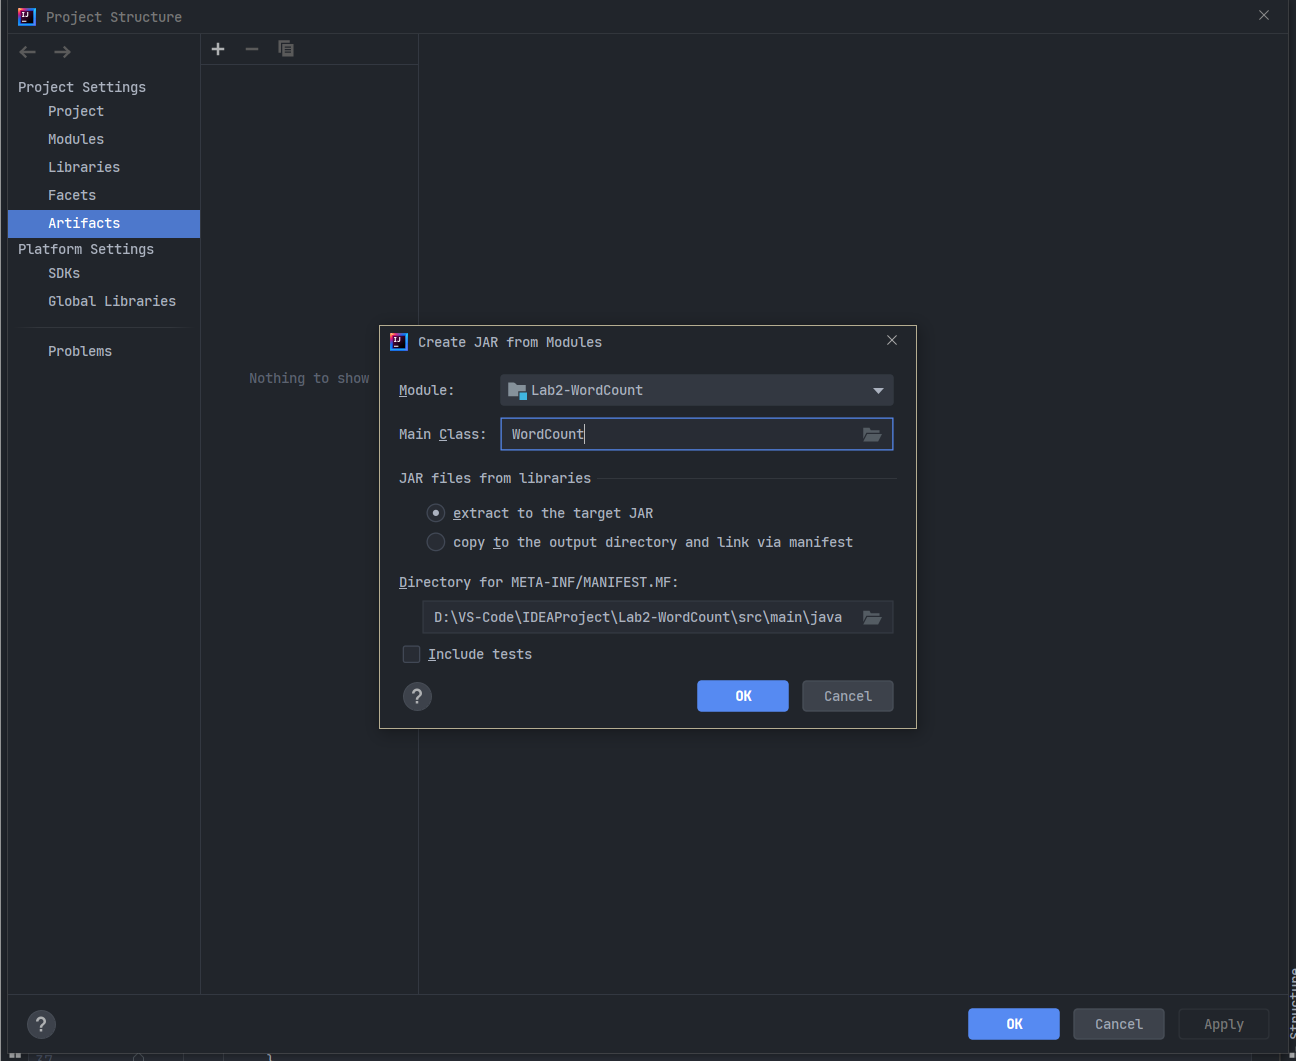 Project Structure
Project Settings
Project
Modules
Libraries
Facets
Artifacts
Platform Settings
SDKs
Global Libraries
Problems
Nothing to show
Create JAR from Modules
Module: Lab2-WordCount
Main Class: WordCount
JAR files from libraries
extract to the target JAR
copy to the output directory and link via manifest
Directory for META-INF/MANIFEST.MF:
D:\VS-Code\IDEAProject\Lab2-WordCount\src\main\java
Include tests
? OK Cancel
? OK Cancel Apply
Structure